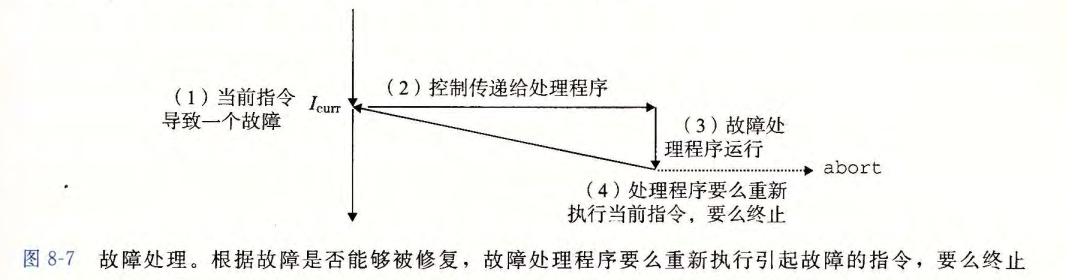 (1)当前指令
导致一个故障
Icurr
(2)控制传递给处理程序
(3)故障处
理程序运行
abort
(4)处理程序要么重新
执行当前指令,要么终止
图 8-7 故障处理。根据故障是否能够被修复,故障处理程序要么重新执行引起故障的指令,要么终止